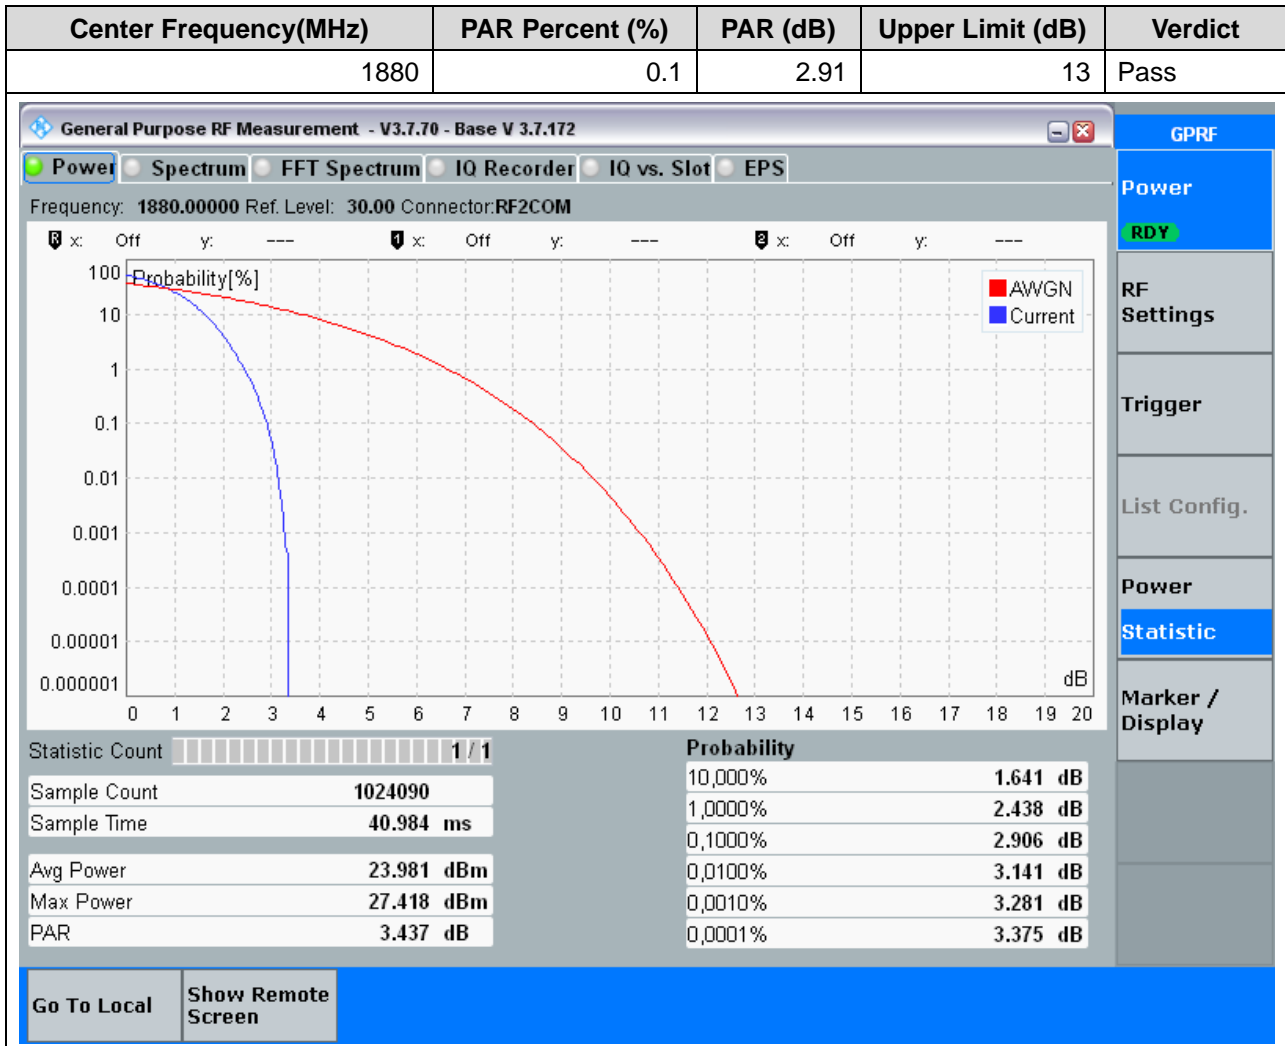 Center Frequency(MHz) PAR Percent (%) PAR (dB) Upper Limit (dB) Verdict
1880 0.1 2.91 13 Pass
General Purpose RF Measurement - V3.7.70 - Base V 3.7.172
GPRF
Power Spectrum FFT Spectrum IQ Recorder IQ vs. Slot EPS
Frequency: 1880.00000 Ref. Level: 30.00 Connector:RF2COM
R x: Off y: --- 1 x: Off y: --- 2 x: Off y: ---
Probability[%]
AWGN
Current
100
10
1
0.1
0.01
0.001
0.0001
0.00001
0.000001
dB
0 1 2 3 4 5 6 7 8 9 10 11 12 13 14 15 16 17 18 19 20
Statistic Count 1 / 1
Sample Count 1024090
Sample Time 40.984 ms
Avg Power 23.981 dBm
Max Power 27.418 dBm
PAR 3.437 dB
Probability
10,000% 1.641 dB
1,0000% 2.438 dB
0,1000% 2.906 dB
0,0100% 3.141 dB
0,0010% 3.281 dB
0,0001% 3.375 dB
Power
RDY
RF
Settings
Trigger
List Config.
Power
Statistic
Marker /
Display
Go To Local
Show Remote
Screen